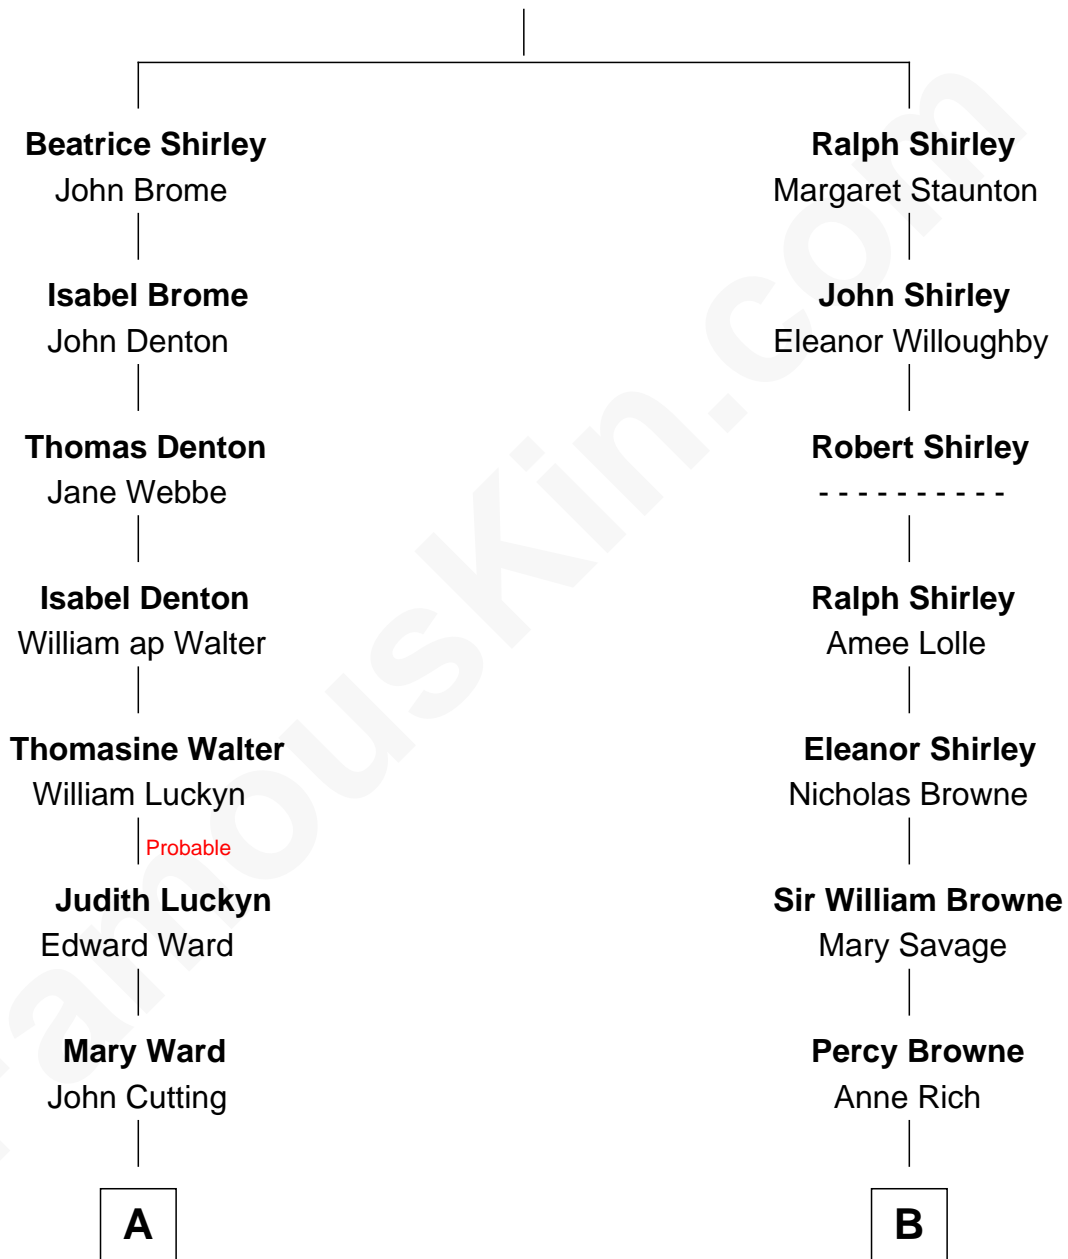 Beatrice Shirley
John Brome
Isabel Brome
John Denton
Thomas Denton
Jane Webbe
Isabel Denton
William ap Walter
Thomasine Walter
William Luckyn
Probable
Judith Luckyn
Edward Ward
Mary Ward
John Cutting
A
Ralph Shirley
Margaret Staunton
John Shirley
Eleanor Willoughby
Robert Shirley
- - - - - - - - - -
Ralph Shirley
Amee Lolle
Eleanor Shirley
Nicholas Browne
Sir William Browne
Mary Savage
Percy Browne
Anne Rich
B
FamousKin.com